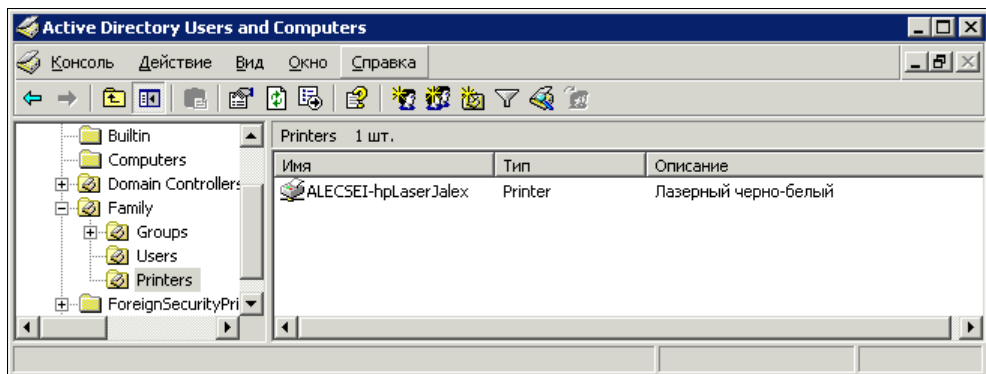 Active Directory Users and Computers
Консоль Действие Вид Окно Справка
Printers 1 шт.
Имя Тип Описание
ALECSEI-hpLaserJalex Printer Лазерный черно-белый
Builtin
Computers
Domain Controllers
Family
Groups
Users
Printers
ForeignSecurityPri